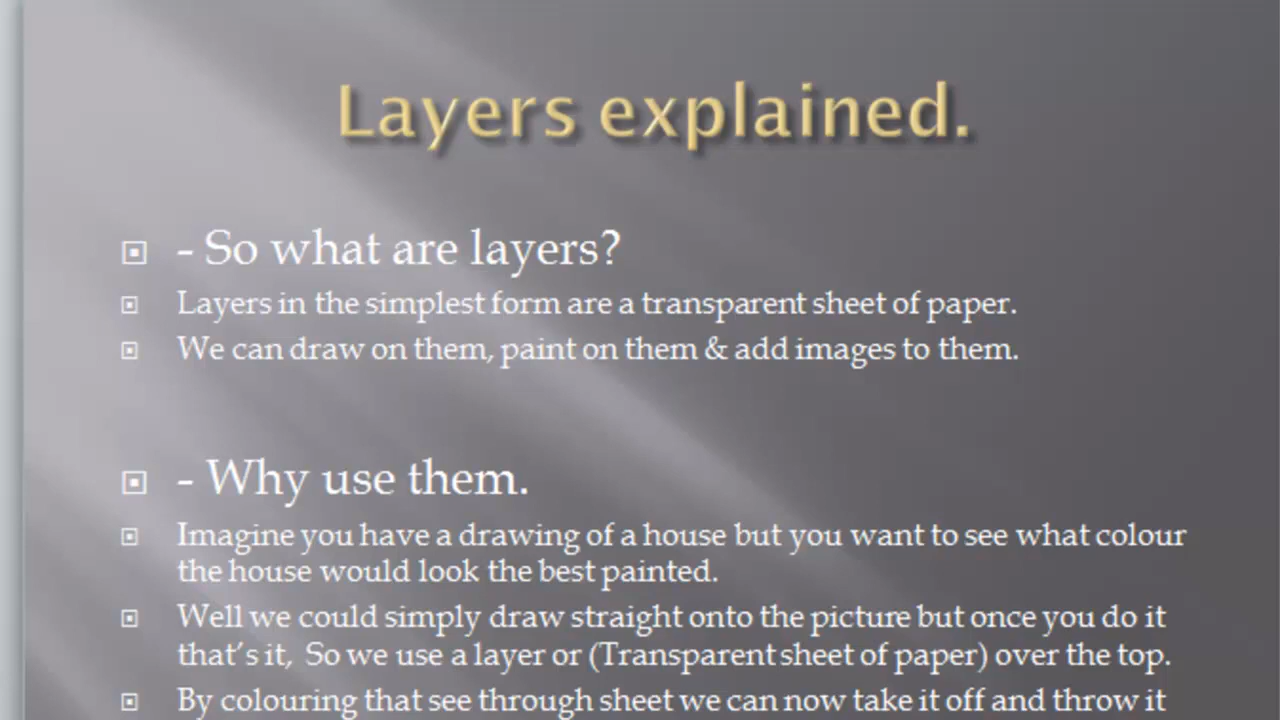 Layers explained.
- So what are layers?
Layers in the simplest form are a transparent sheet of paper.
We can draw on them, paint on them & add images to them.
- Why use them.
Imagine you have a drawing of a house but you want to see what colour
the house would look the best painted.
Well we could simply draw straight onto the picture but once you do it
that's it, So we use a layer or (Transparent sheet of paper) over the top.
By colouring that see through sheet we can now take it off and throw it